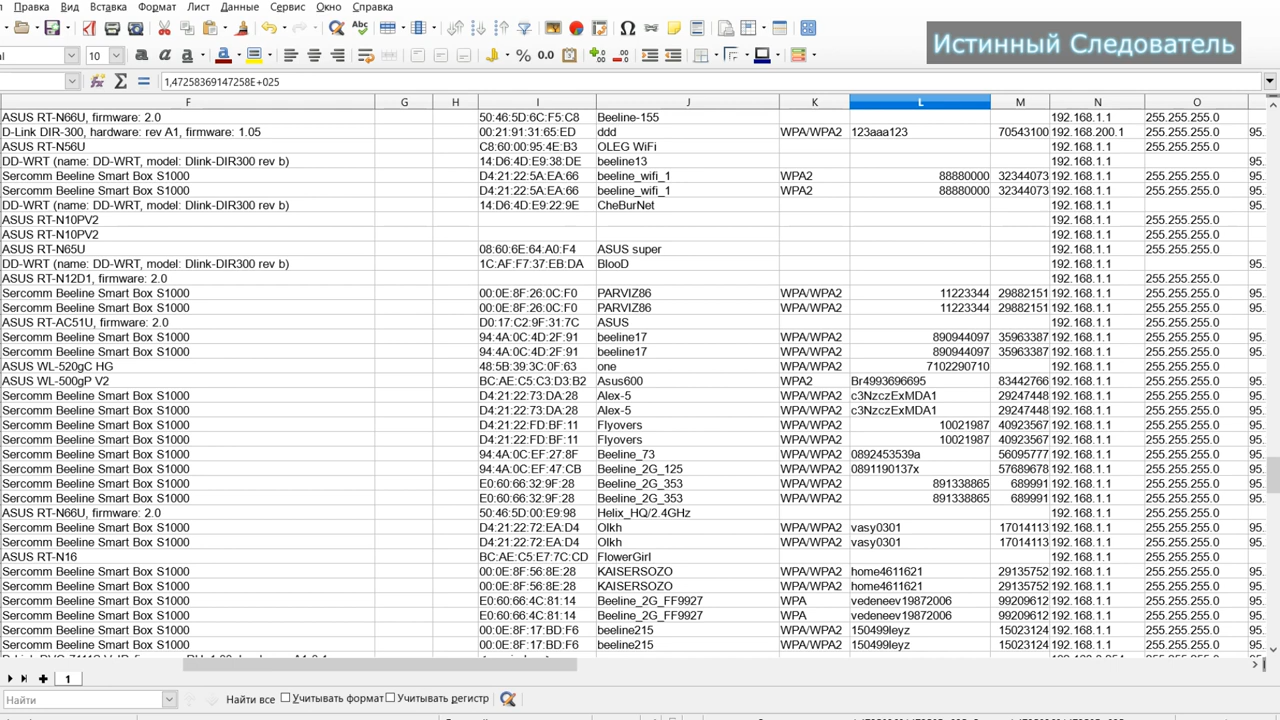 Правка Вид Вставка Формат Лист Данные Сервис Окно Справка
Истинный Следователь
10 % 0.0
1,47258369147258E+025
F G H I J K L M N O
ASUS RT-N66U, firmware: 2.0 50:46:5D:6C:F5:C8 Beeline-155 192.168.1.1 255.255.255.0
D-Link DIR-300, hardware: rev A1, firmware: 1.05 00:21:91:31:65:ED ddd WPA/WPA2 123aaa123 70543100 192.168.200.1 95.
ASUS RT-N56U C8:60:00:95:4E:B3 OLEG WiFi 192.168.1.1 255.255.255.0
DD-WRT (name: DD-WRT, model: Dlink-DIR300 rev b) 14:D6:4D:E9:38:DE beeline13 192.168.1.1 95.
Sercomm Beeline Smart Box S1000 D4:21:22:5A:EA:66 beeline_wifi_1 WPA2 88880000 32344073 192.168.1.1 255.255.255.0 95.
Sercomm Beeline Smart Box S1000 D4:21:22:5A:EA:66 beeline_wifi_1 WPA2 88880000 32344073 192.168.1.1 255.255.255.0 95.
DD-WRT (name: DD-WRT, model: Dlink-DIR300 rev b) 14:D6:4D:E9:22:9E CheBurNet 192.168.1.1 95.
ASUS RT-N10PV2 192.168.1.1 255.255.255.0
ASUS RT-N10PV2 192.168.1.1 255.255.255.0
ASUS RT-N65U 08:60:6E:64:A0:F4 ASUS super 192.168.1.1 255.255.255.0
DD-WRT (name: DD-WRT, model: Dlink-DIR300 rev b) 1C:AF:F7:37:EB:DA BlooD 192.168.1.1 95.
ASUS RT-N12D1, firmware: 2.0 192.168.1.1 255.255.255.0
Sercomm Beeline Smart Box S1000 00:0E:8F:26:0C:F0 PARVIZ86 WPA/WPA2 11223344 29882151 192.168.1.1 255.255.255.0 95.
Sercomm Beeline Smart Box S1000 00:0E:8F:26:0C:F0 PARVIZ86 WPA/WPA2 11223344 29882151 192.168.1.1 255.255.255.0 95.
ASUS RT-AC51U, firmware: 2.0 D0:17:C2:9F:31:7C ASUS 192.168.1.1 255.255.255.0
Sercomm Beeline Smart Box S1000 94:4A:0C:4D:2F:91 beeline17 WPA/WPA2 890944097 35963387 192.168.1.1 255.255.255.0 95.
Sercomm Beeline Smart Box S1000 94:4A:0C:4D:2F:91 beeline17 WPA/WPA2 890944097 35963387 192.168.1.1 255.255.255.0 95.
ASUS WL-520gC HG 48:5B:39:3C:0F:63 one WPA/WPA2 7102290710 192.168.1.1 255.255.255.0
ASUS WL-500gP V2 BC:AE:C5:C3:D3:B2 Asus600 WPA2 Br4993696695 83442766 192.168.1.1 255.255.255.0 95.
Sercomm Beeline Smart Box S1000 D4:21:22:73:DA:28 Alex-5 WPA/WPA2 c3NzczExMDA1 29247448 192.168.1.1 255.255.255.0 95.
Sercomm Beeline Smart Box S1000 D4:21:22:73:DA:28 Alex-5 WPA/WPA2 c3NzczExMDA1 29247448 192.168.1.1 255.255.255.0 95.
Sercomm Beeline Smart Box S1000 D4:21:22:FD:BF:11 Flyovers WPA/WPA2 10021987 40923567 192.168.1.1 255.255.255.0 95.
Sercomm Beeline Smart Box S1000 D4:21:22:FD:BF:11 Flyovers WPA/WPA2 10021987 40923567 192.168.1.1 255.255.255.0 95.
Sercomm Beeline Smart Box S1000 94:4A:0C:EF:27:8F Beeline_73 WPA/WPA2 0892453539a 56095777 192.168.1.1 255.255.255.0 95.
Sercomm Beeline Smart Box S1000 94:4A:0C:EF:47:CB Beeline_2G_125 WPA/WPA2 0891190137x 57689678 192.168.1.1 255.255.255.0 95.
Sercomm Beeline Smart Box S1000 E0:60:66:32:9F:28 Beeline_2G_353 WPA/WPA2 891338865 689991 192.168.1.1 255.255.255.0 95.
Sercomm Beeline Smart Box S1000 E0:60:66:32:9F:28 Beeline_2G_353 WPA/WPA2 891338865 689991 192.168.1.1 255.255.255.0 95.
ASUS RT-N66U, firmware: 2.0 50:46:5D:00:E9:98 Helix_HQ/2.4GHz 192.168.1.1 255.255.255.0
Sercomm Beeline Smart Box S1000 D4:21:22:72:EA:D4 Olkh WPA/WPA2 vasy0301 17014113 192.168.1.1 255.255.255.0 95.
Sercomm Beeline Smart Box S1000 D4:21:22:72:EA:D4 Olkh WPA/WPA2 vasy0301 17014113 192.168.1.1 255.255.255.0 95.
ASUS RT-N16 BC:AE:C5:E7:7C:CD FlowerGirl 192.168.1.1 255.255.255.0
Sercomm Beeline Smart Box S1000 00:0E:8F:56:8E:28 KAISERSOZO WPA/WPA2 home4611621 29135752 192.168.1.1 255.255.255.0 95.
Sercomm Beeline Smart Box S1000 00:0E:8F:56:8E:28 KAISERSOZO WPA/WPA2 home4611621 29135752 192.168.1.1 255.255.255.0 95.
Sercomm Beeline Smart Box S1000 E0:60:66:4C:81:14 Beeline_2G_FF9927 WPA vedeneev19872006 99209612 192.168.1.1 255.255.255.0 95.
Sercomm Beeline Smart Box S1000 E0:60:66:4C:81:14 Beeline_2G_FF9927 WPA vedeneev19872006 99209612 192.168.1.1 255.255.255.0 95.
Sercomm Beeline Smart Box S1000 00:0E:8F:17:BD:F6 beeline215 WPA/WPA2 150499leyz 15023124 192.168.1.1 255.255.255.0 95.
Sercomm Beeline Smart Box S1000 00:0E:8F:17:BD:F6 beeline215 WPA/WPA2 150499leyz 15023124 192.168.1.1 255.255.255.0 95.
1
Найти Найти все Учитывать формат Учитывать регистр